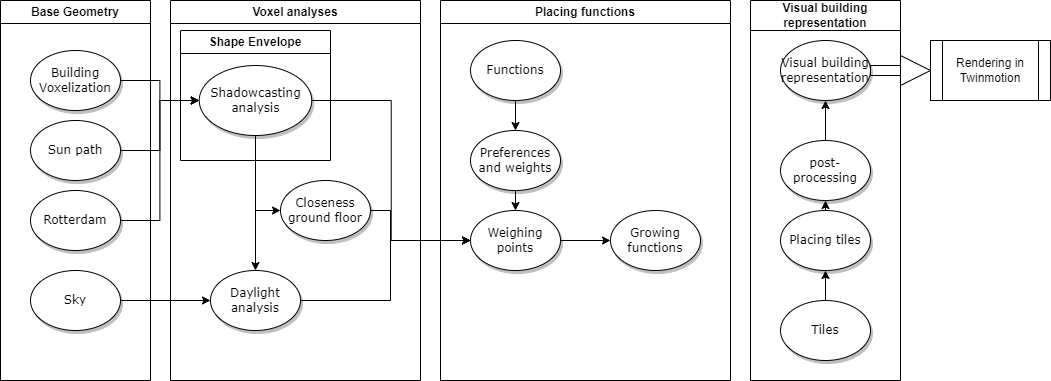 Base Geometry
Building
Voxelization
Sun path
Rotterdam
Sky
Voxel analyses
Shape Envelope
Shadowcasting
analysis
Closeness
ground floor
Daylight
analysis
Placing functions
Functions
Preferences
and weights
Weighing
points
Growing
functions
Visual building
representation
Visual building
representation
post-
processing
Placing tiles
Tiles
Rendering in
Twinmotion